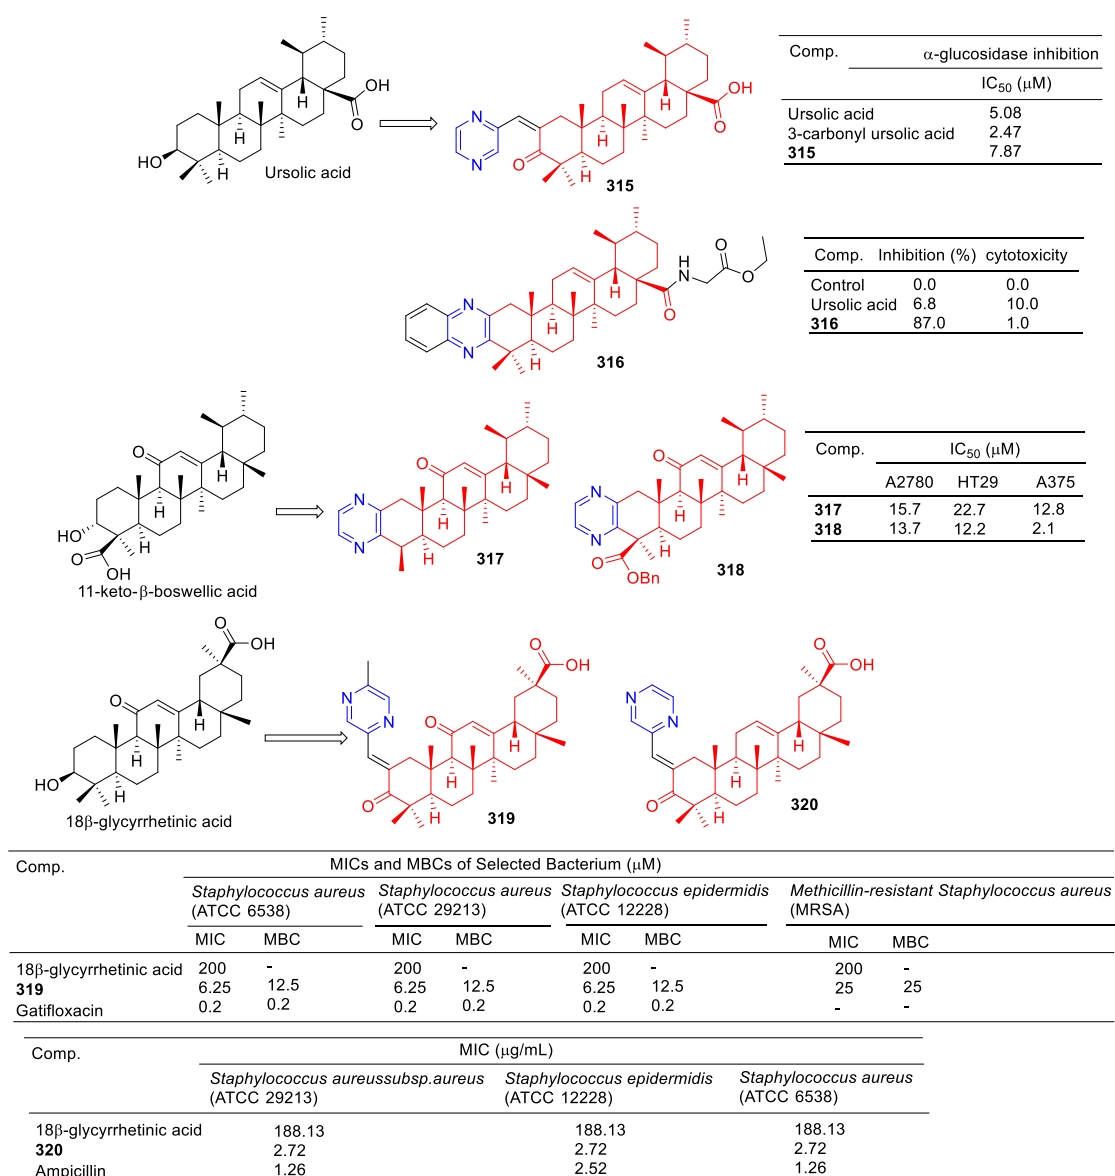 Comp. α-glucosidase inhibition
IC50 (μM)
Ursolic acid 5.08
3-carbonyl ursolic acid 2.47
315 7.87
H
COOH
HO
H
Ursolic acid
N
N
O
H
H
O
OH
315
Comp. Inhibition (%) cytotoxicity
Control 0.0 0.0
Ursolic acid 6.8 10.0
316 87.0 1.0
N
N
H
H
H
N
O
O
O
316
Comp. IC50 (μM)
A2780 HT29 A375
317 15.7 22.7 12.8
318 13.7 12.2 2.1
O
H
H
H
HO
O
OH
11-keto-β-boswellic acid
O
N
N
H
H
H
317
O
N
N
H
H
H
O
OBn
318
O
OH
O
H
H
H
HO
18β-glycyrrhetinic acid
O
OH
N
N
O
H
H
H
O
319
O
OH
N
N
H
H
H
O
320
Comp. MICs and MBCs of Selected Bacterium (μM)
Staphylococcus aureus Staphylococcus aureus Staphylococcus epidermidis Methicillin-resistant Staphylococcus aureus
(ATCC 6538) (ATCC 29213) (ATCC 12228) (MRSA)
MIC MBC MIC MBC MIC MBC MIC MBC
18β-glycyrrhetinic acid 200 - 200 - 200 - 200 -
319 6.25 12.5 6.25 12.5 6.25 12.5 25 25
Gatifloxacin 0.2 0.2 0.2 0.2 0.2 0.2 - -
Comp. MIC (μg/mL)
Staphylococcus aureussubsp.aureus Staphylococcus epidermidis Staphylococcus aureus
(ATCC 29213) (ATCC 12228) (ATCC 6538)
18β-glycyrrhetinic acid 188.13 188.13 188.13
320 2.72 2.72 2.72
Ampicillin 1.26 2.52 1.26